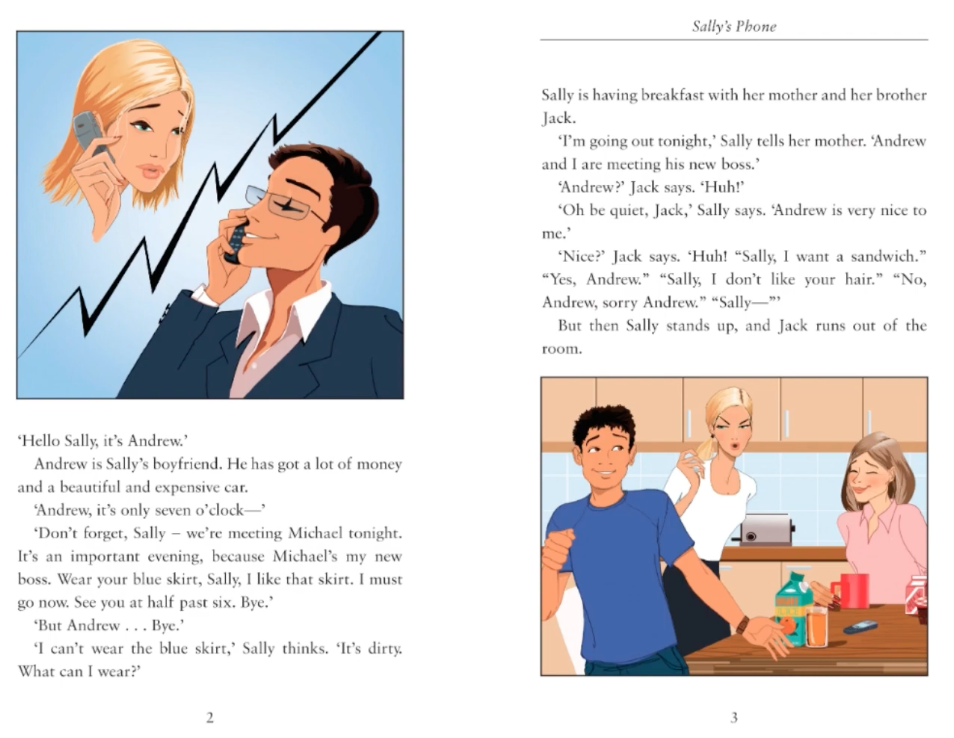 ‘Hello Sally, it’s Andrew.’
Andrew is Sally’s boyfriend. He has got a lot of money
and a beautiful and expensive car.
‘Andrew, it’s only seven o’clock—’
‘Don’t forget, Sally – we’re meeting Michael tonight.
It’s an important evening, because Michael’s my new
boss. Wear your blue skirt, Sally, I like that skirt. I must
go now. See you at half past six. Bye.’
‘But Andrew . . . Bye.’
‘I can’t wear the blue skirt,’ Sally thinks. ‘It’s dirty.
What can I wear?’
2
Sally’s Phone
Sally is having breakfast with her mother and her brother
Jack.
‘I’m going out tonight,’ Sally tells her mother. ‘Andrew
and I are meeting his new boss.’
‘Andrew?’ Jack says. ‘Huh!’
‘Oh be quiet, Jack,’ Sally says. ‘Andrew is very nice to
me.’
‘Nice?’ Jack says. ‘Huh! “Sally, I want a sandwich.”
“Yes, Andrew.” “Sally, I don’t like your hair.” “No,
Andrew, sorry Andrew.” “Sally—”’
But then Sally stands up, and Jack runs out of the
room.
3